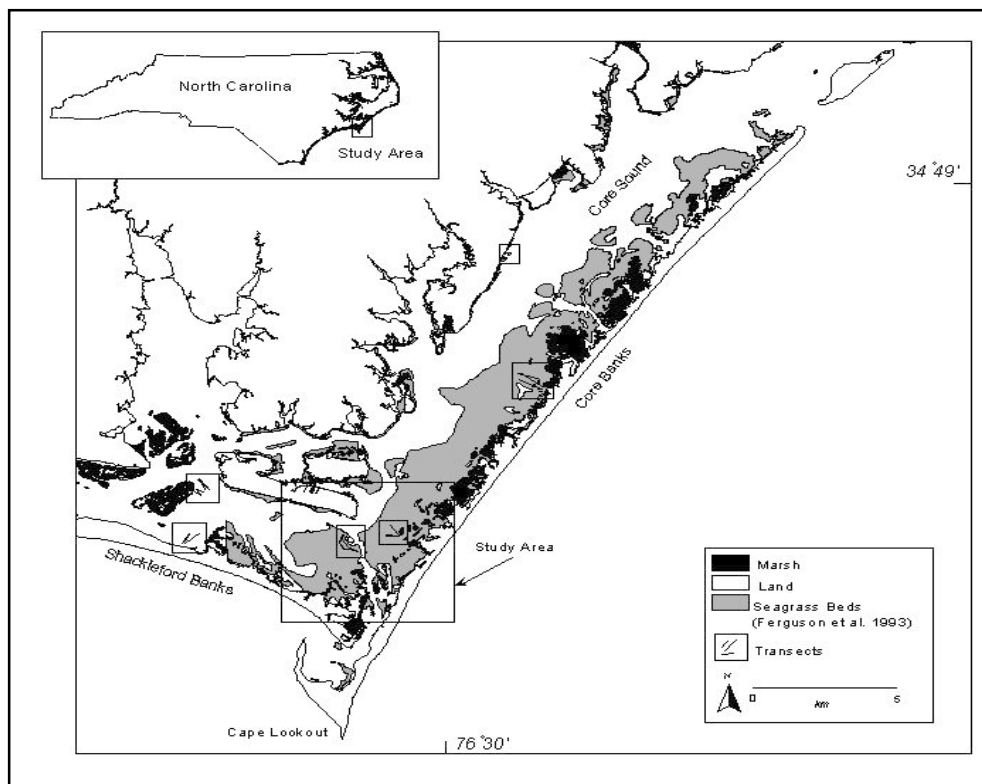 North Carolina
Study Area
34°49'
Core Sound
Core Banks
Study Area
Shackleford Banks
Cape Lookout
76°30'
Marsh
Land
Seagrass Beds
(Ferguson et al. 1993)
Transects
N
0 5
km